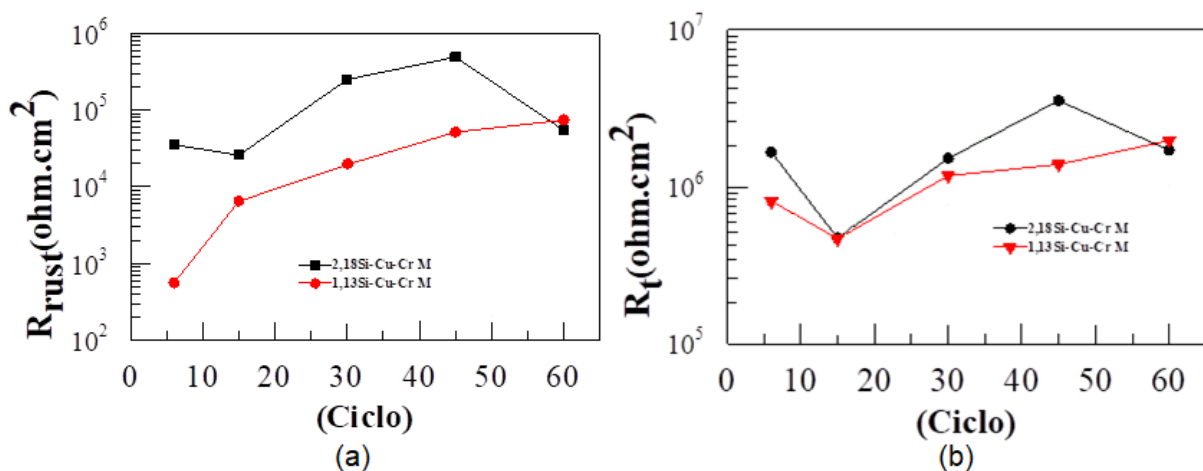 10^6
10^5
10^4
10^3
10^2
R_rust(ohm.cm^2)
2,18Si-Cu-Cr M
1,13Si-Cu-Cr M
0 10 20 30 40 50 60
(Ciclo)
(a)
10^7
10^6
10^5
R_t(ohm.cm^2)
2,18Si-Cu-Cr M
1,13Si-Cu-Cr M
0 10 20 30 40 50 60
(Ciclo)
(b)